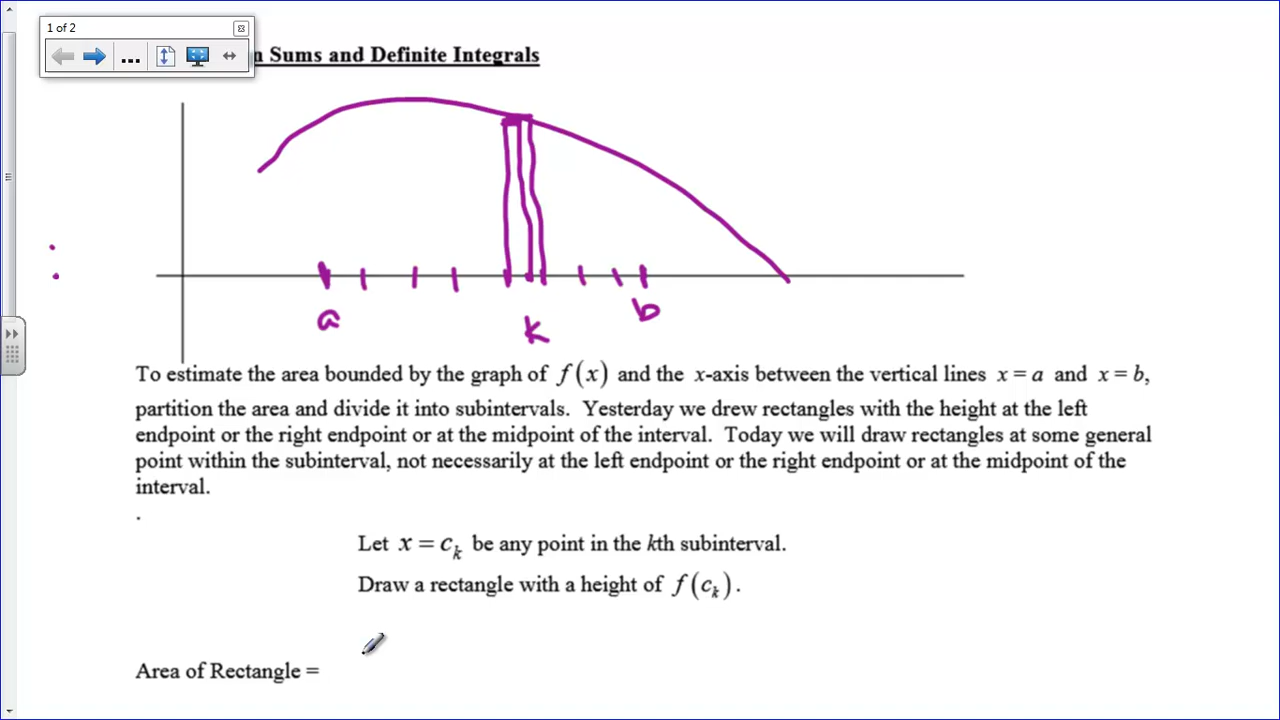 1 of 2
n Sums and Definite Integrals
a
k
b
To estimate the area bounded by the graph of f(x) and the x-axis between the vertical lines x = a and x = b,
partition the area and divide it into subintervals. Yesterday we drew rectangles with the height at the left
endpoint or the right endpoint or at the midpoint of the interval. Today we will draw rectangles at some general
point within the subinterval, not necessarily at the left endpoint or the right endpoint or at the midpoint of the
interval.
.
Let x = cₖ be any point in the kth subinterval.
Draw a rectangle with a height of f(cₖ).
Area of Rectangle =